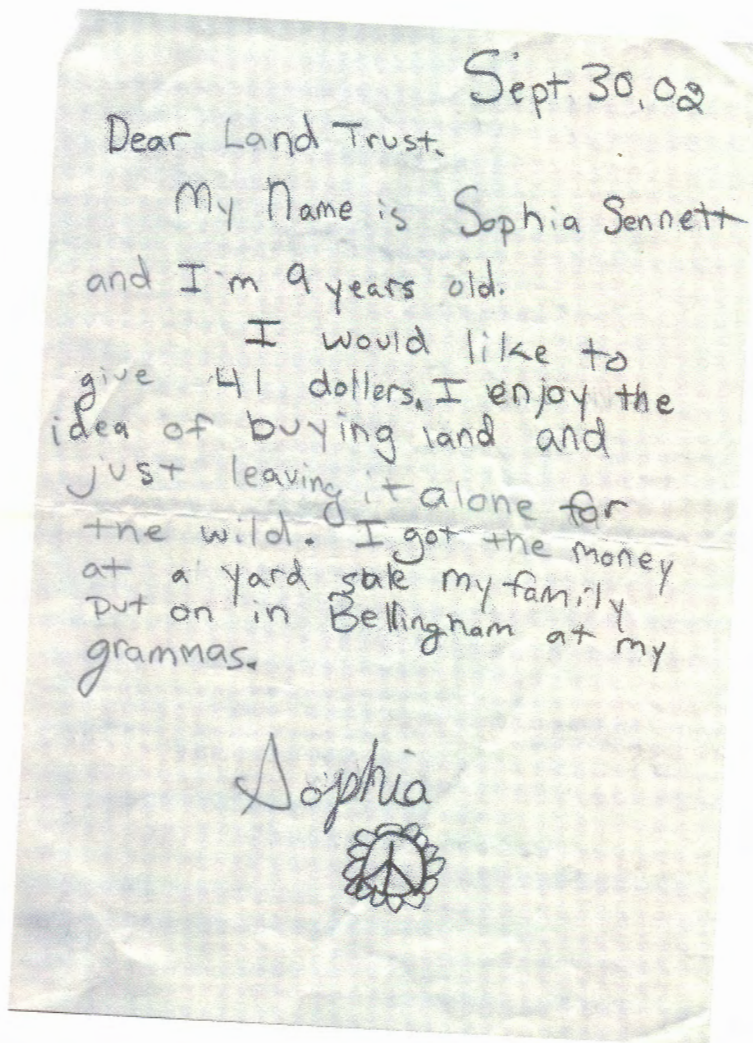 Sept. 30, 02
Dear Land Trust.
My Name is Sophia Sennett
and I'm 9 years old.
I would like to
give 41 dollers. I enjoy the
idea of buying land and
just leaving it alone for
the wild. I got the money
at a yard sale my family
put on in Bellingham at my
grammas.
Sophia